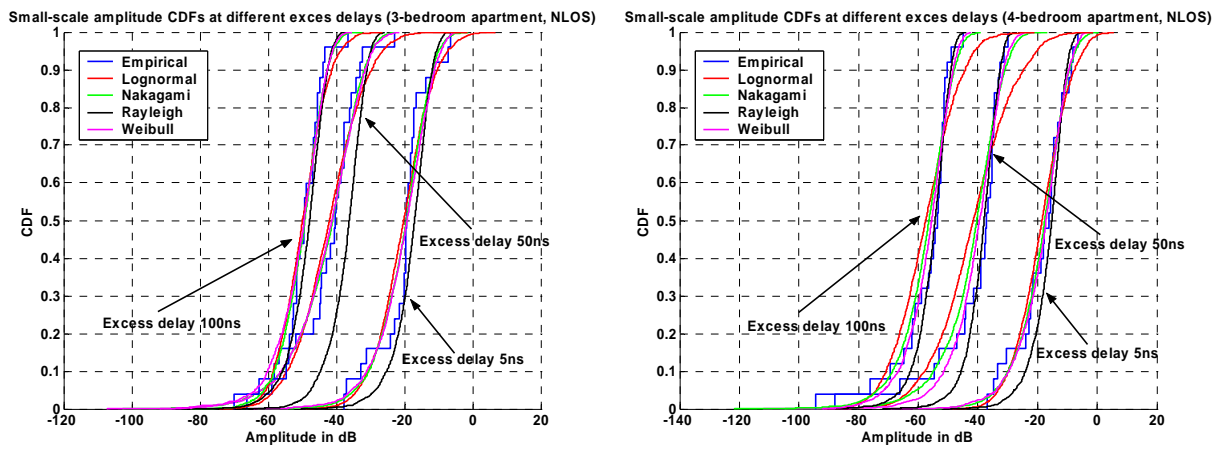 Small-scale amplitude CDFs at different exces delays (3-bedroom apartment, NLOS)
1
0.9
0.8
0.7
0.6
0.5
0.4
0.3
0.2
0.1
0
CDF
Empirical
Lognormal
Nakagami
Rayleigh
Weibull
Excess delay 50ns
Excess delay 100ns
Excess delay 5ns
-120 -100 -80 -60 -40 -20 0 20
Amplitude in dB
Small-scale amplitude CDFs at different exces delays (4-bedroom apartment, NLOS)
1
0.9
0.8
0.7
0.6
0.5
0.4
0.3
0.2
0.1
0
CDF
Empirical
Lognormal
Nakagami
Rayleigh
Weibull
Excess delay 50ns
Excess delay 100ns
Excess delay 5ns
-140 -120 -100 -80 -60 -40 -20 0 20
Amplitude in dB